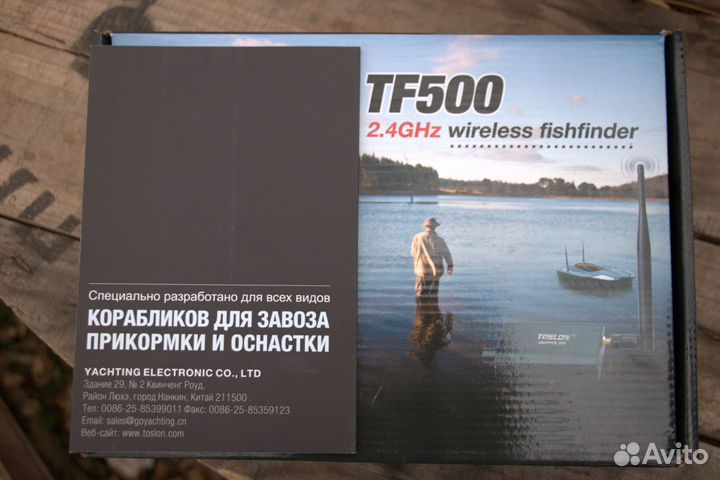 TF500
2.4GHz wireless fishfinder
TOSLON
Специально разработано для всех видов
КОРАБЛИКОВ ДЛЯ ЗАВОЗА
ПРИКОРМКИ И ОСНАСТКИ
YACHTING ELECTRONIC CO., LTD
Здание 29, № 2 Квинченг Роуд,
Район Люхэ, город Нанкин, Китай 211500
Тел: 0086-25-85399011 Факс: 0086-25-85359123
Email: sales@goyachting.cn
Веб-сайт: www.toslon.com
Avito